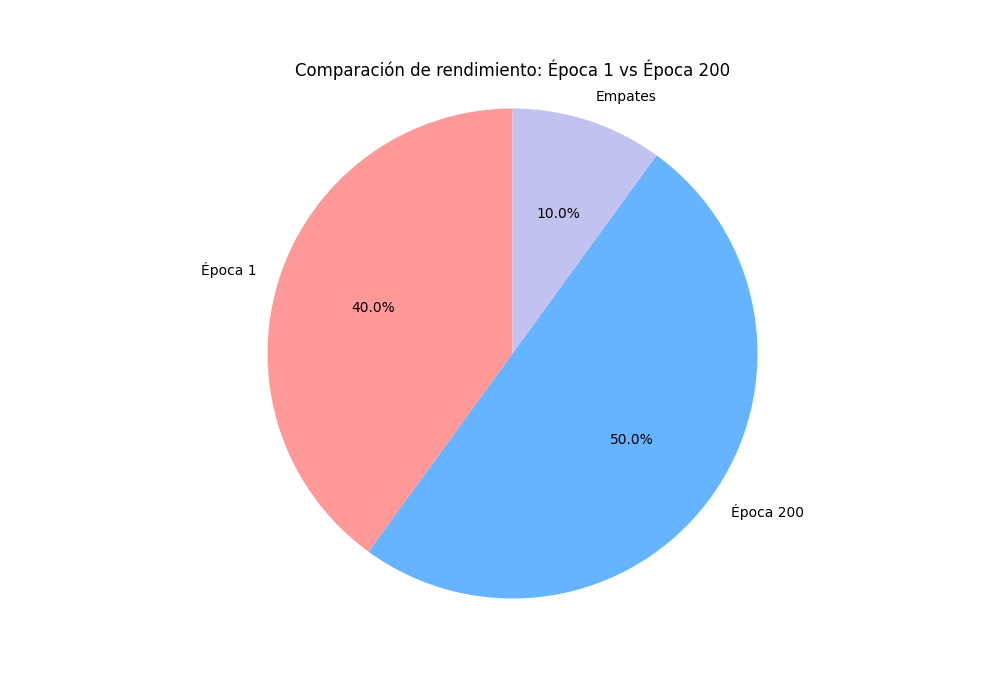 Comparación de rendimiento: Época 1 vs Época 200
Empates
10.0%
Época 1
40.0%
50.0%
Época 200